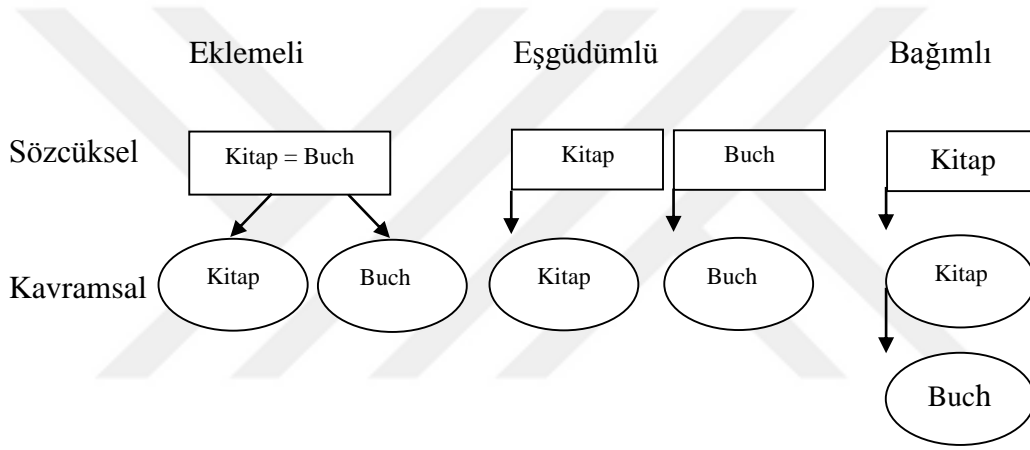 Eklemeli Eşgüdümlü Bağımlı
Sözcüksel Kitap = Buch Kitap Buch Kitap
Kavramsal Kitap Buch Kitap Buch Kitap
Buch